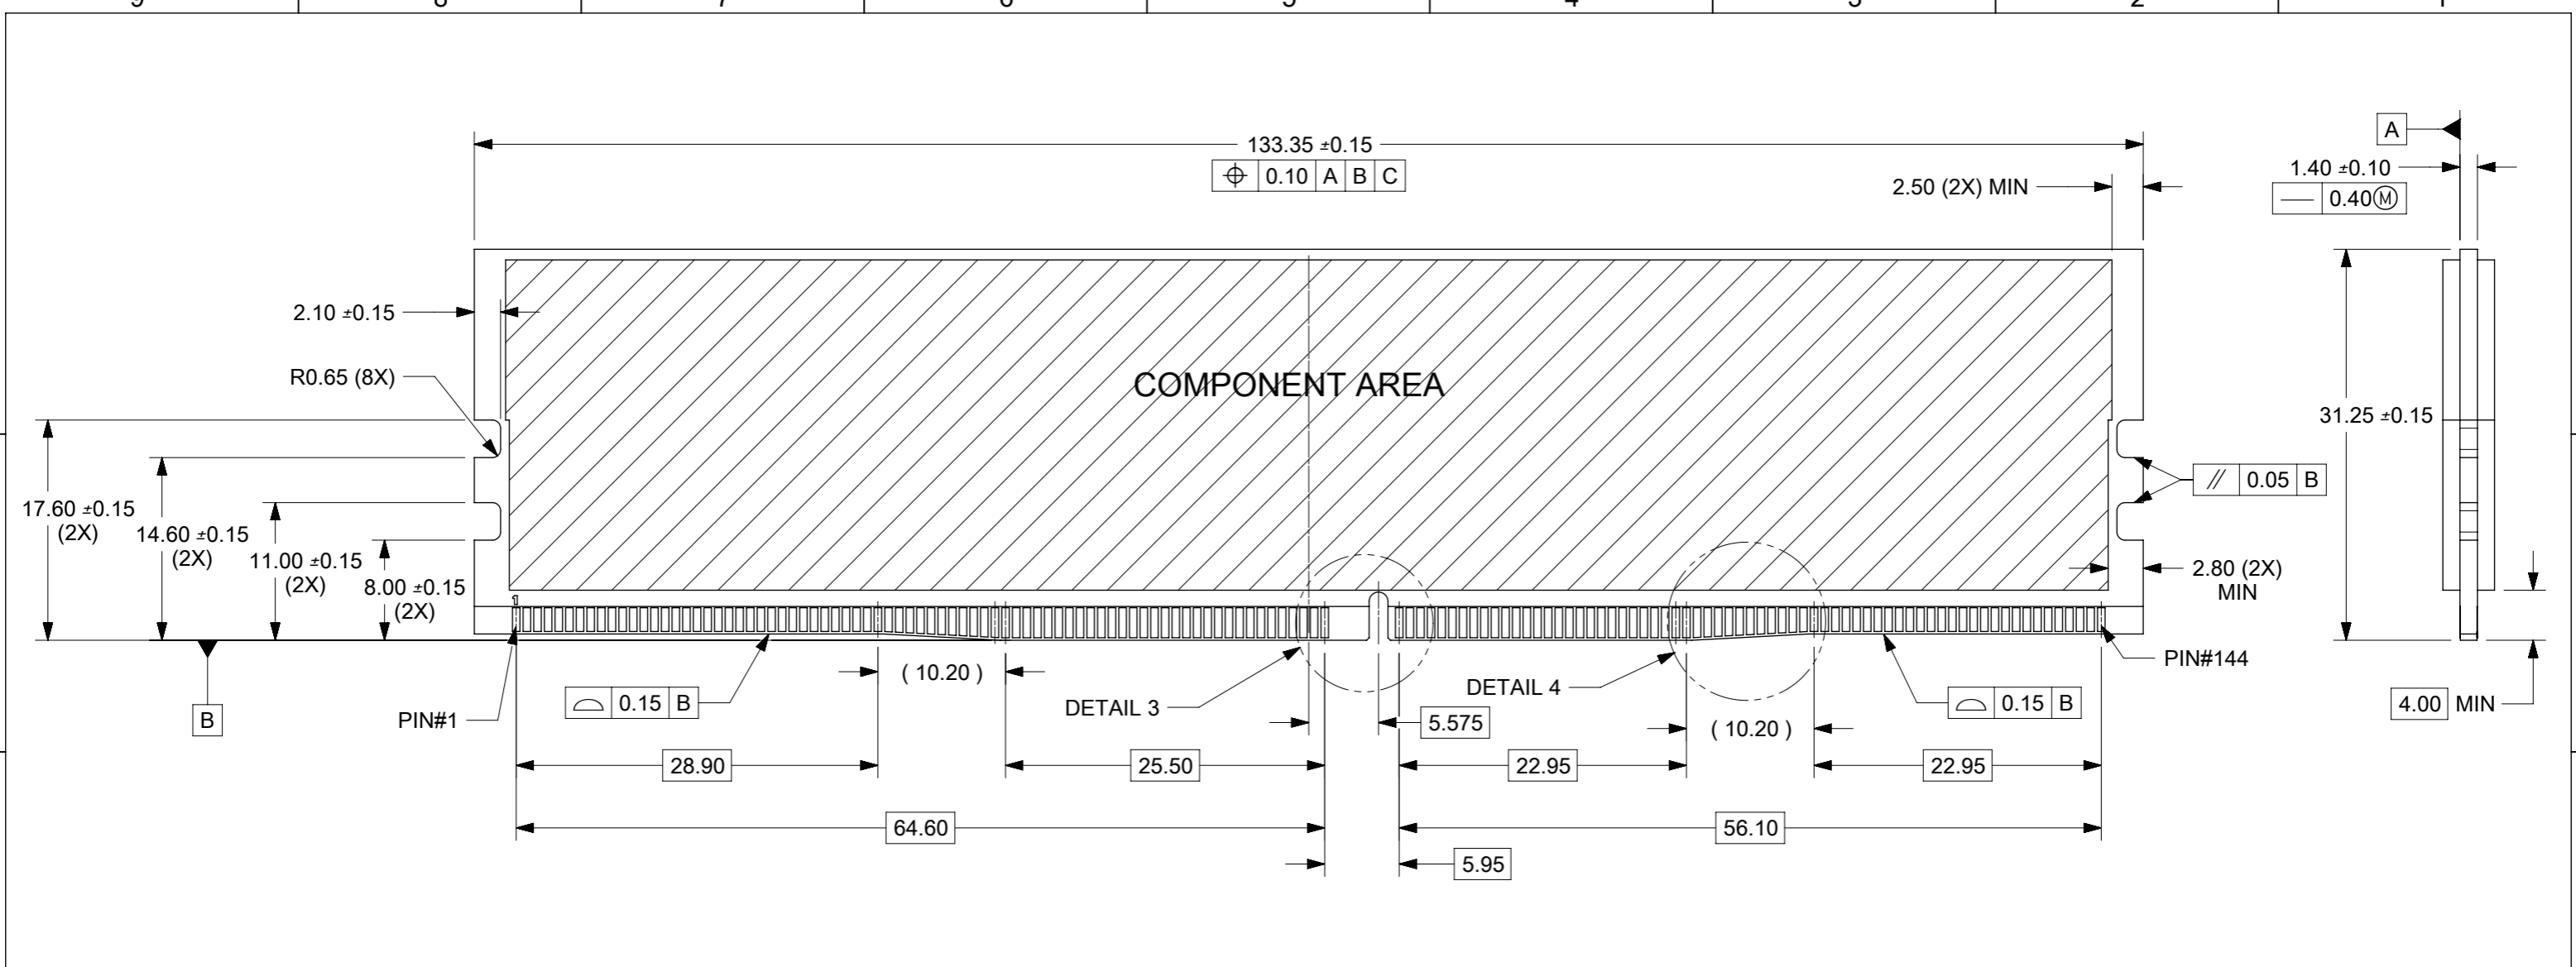 133.35 ±0.15
⌖ 0.10 A B C
2.50 (2X) MIN
A
1.40 ±0.10
— 0.40Ⓜ
2.10 ±0.15
R0.65 (8X)
COMPONENT AREA
31.25 ±0.15
17.60 ±0.15
(2X)
14.60 ±0.15
(2X)
11.00 ±0.15
(2X)
8.00 ±0.15
(2X)
// 0.05 B
2.80 (2X)
MIN
1
B
PIN#1
⌓ 0.15 B
( 10.20 )
DETAIL 3
DETAIL 4
5.575
( 10.20 )
⌓ 0.15 B
PIN#144
4.00 MIN
28.90
25.50
22.95
22.95
64.60
56.10
5.95